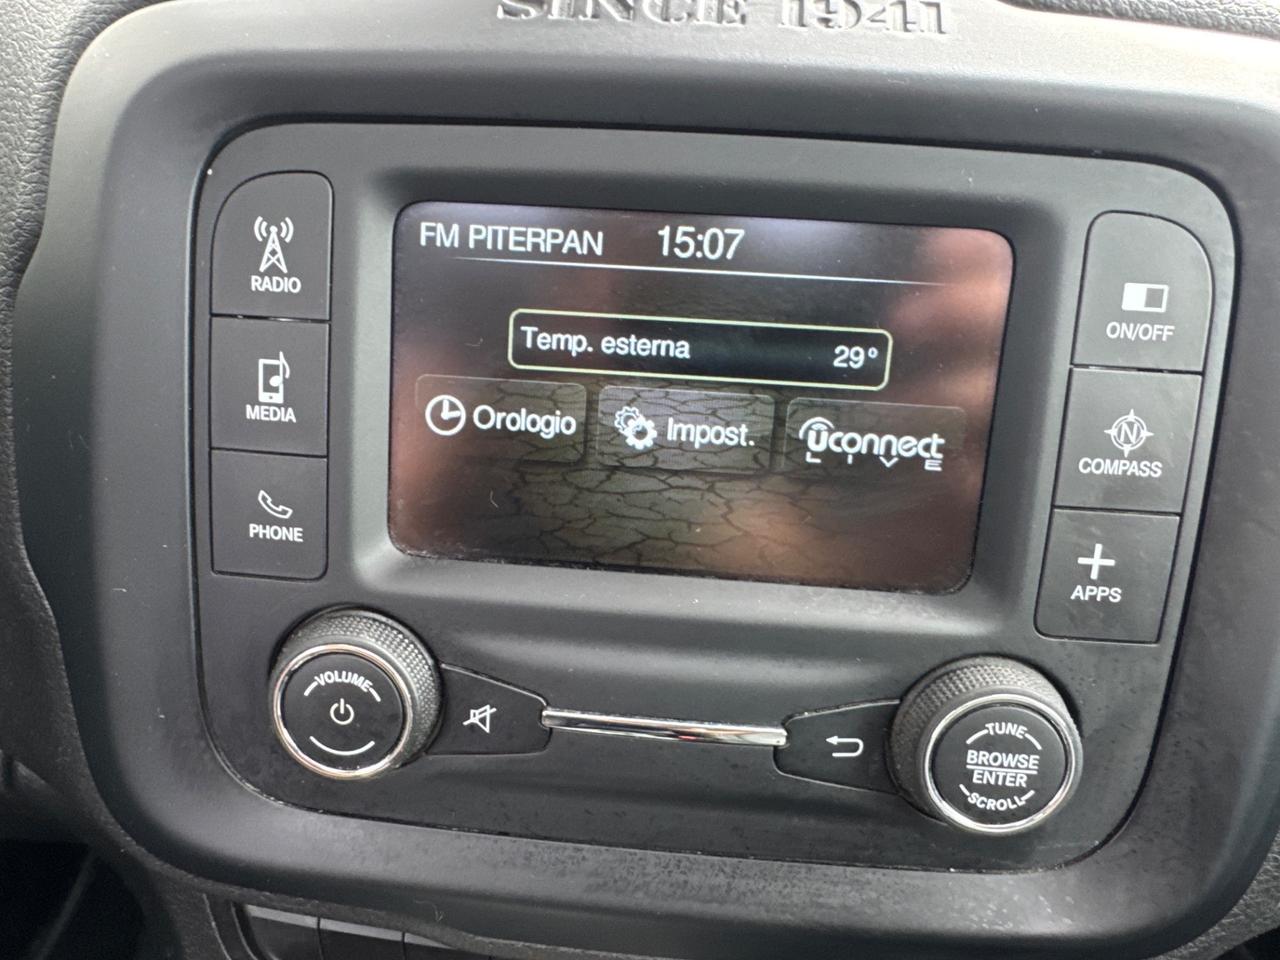 SINCE 1941
FM PITERPAN 15:07
Temp. esterna 29°
Orologio
Impost.
uconnect
LIVE
RADIO
MEDIA
PHONE
ON/OFF
N
COMPASS
APPS
VOLUME
TUNE
BROWSE
ENTER
SCROLL